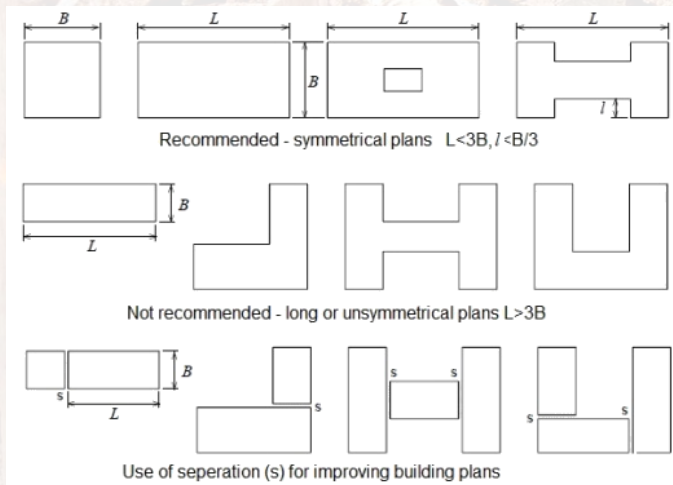 B L L L
B
l
Recommended - symmetrical plans L<3B, l <B/3
B
L
Not recommended - long or unsymmetrical plans L>3B
B
s s
s
s L s
s s
Use of seperation (s) for improving building plans